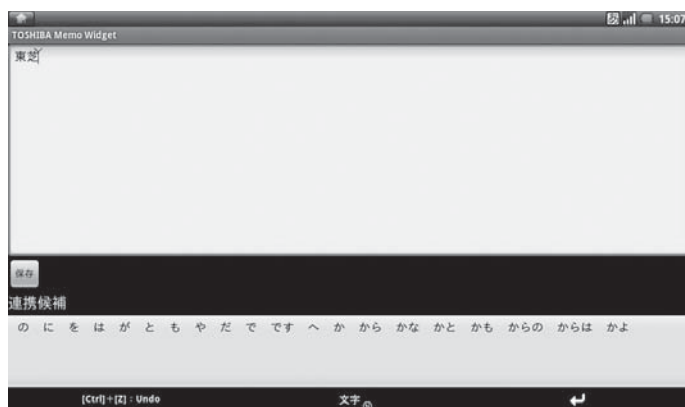 15:07
TOSHIBA Memo Widget
東芝
保存
連携候補
の に を は が と も や だ で です へ か から かな かと かも からの からは かよ
[Ctrl]+[Z] : Undo 文字